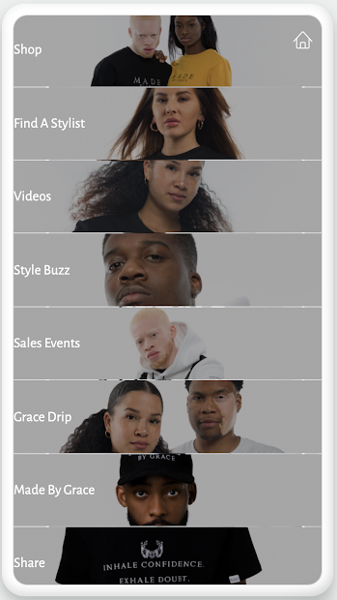 Shop
MADE
MADE
Find A Stylist
Videos
Style Buzz
Sales Events
Grace Drip
BY GRACE
Made By Grace
Share
INHALE CONFIDENCE.
EXHALE DOUBT.